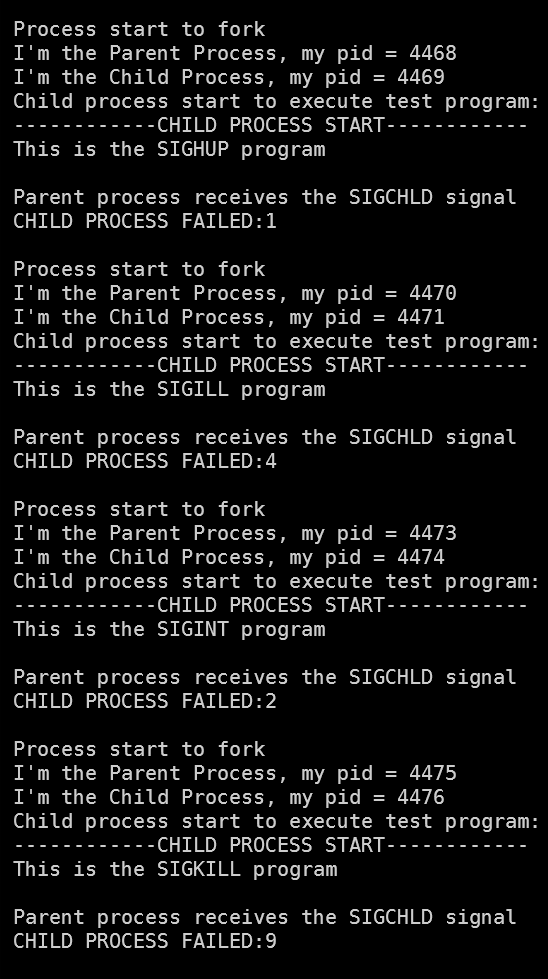 Process start to fork
I'm the Parent Process, my pid = 4468
I'm the Child Process, my pid = 4469
Child process start to execute test program:
------------CHILD PROCESS START------------
This is the SIGHUP program
Parent process receives the SIGCHLD signal
CHILD PROCESS FAILED:1
Process start to fork
I'm the Parent Process, my pid = 4470
I'm the Child Process, my pid = 4471
Child process start to execute test program:
------------CHILD PROCESS START------------
This is the SIGILL program
Parent process receives the SIGCHLD signal
CHILD PROCESS FAILED:4
Process start to fork
I'm the Parent Process, my pid = 4473
I'm the Child Process, my pid = 4474
Child process start to execute test program:
------------CHILD PROCESS START------------
This is the SIGINT program
Parent process receives the SIGCHLD signal
CHILD PROCESS FAILED:2
Process start to fork
I'm the Parent Process, my pid = 4475
I'm the Child Process, my pid = 4476
Child process start to execute test program:
------------CHILD PROCESS START------------
This is the SIGKILL program
Parent process receives the SIGCHLD signal
CHILD PROCESS FAILED:9